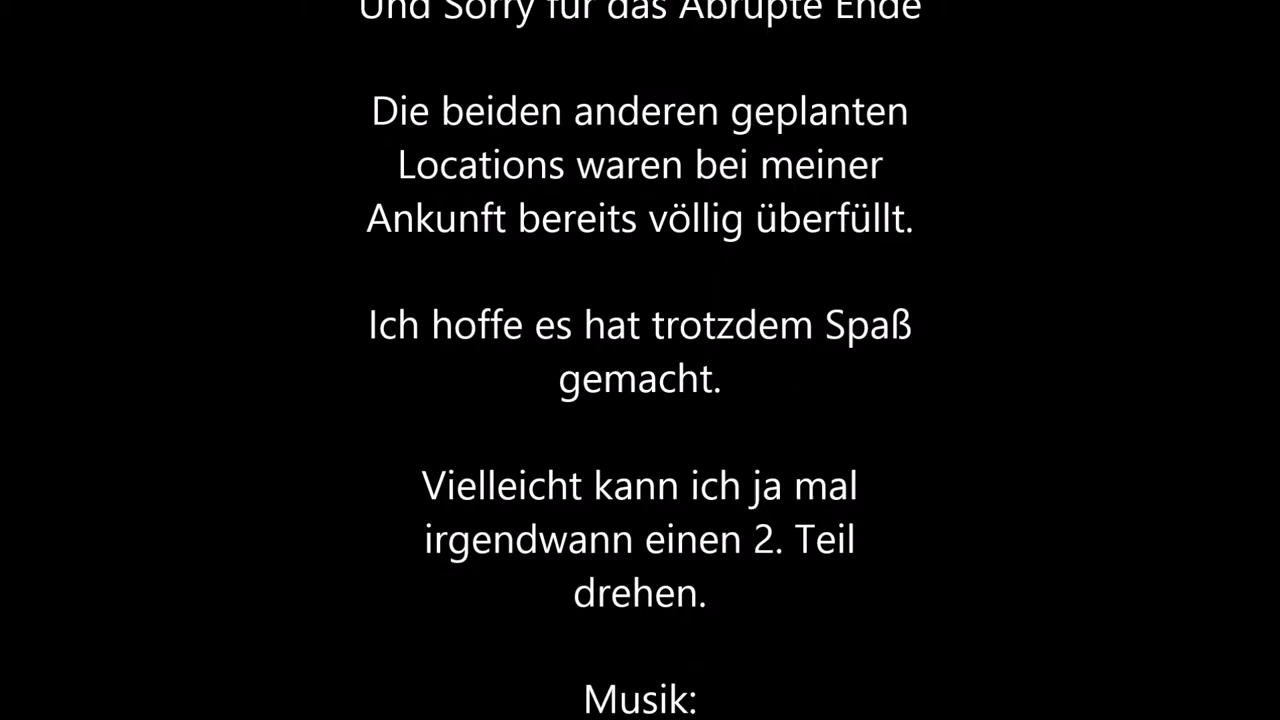 Und Sorry für das Abrupte Ende
Die beiden anderen geplanten
Locations waren bei meiner
Ankunft bereits völlig überfüllt.
Ich hoffe es hat trotzdem Spaß
gemacht.
Vielleicht kann ich ja mal
irgendwann einen 2. Teil
drehen.
Musik: